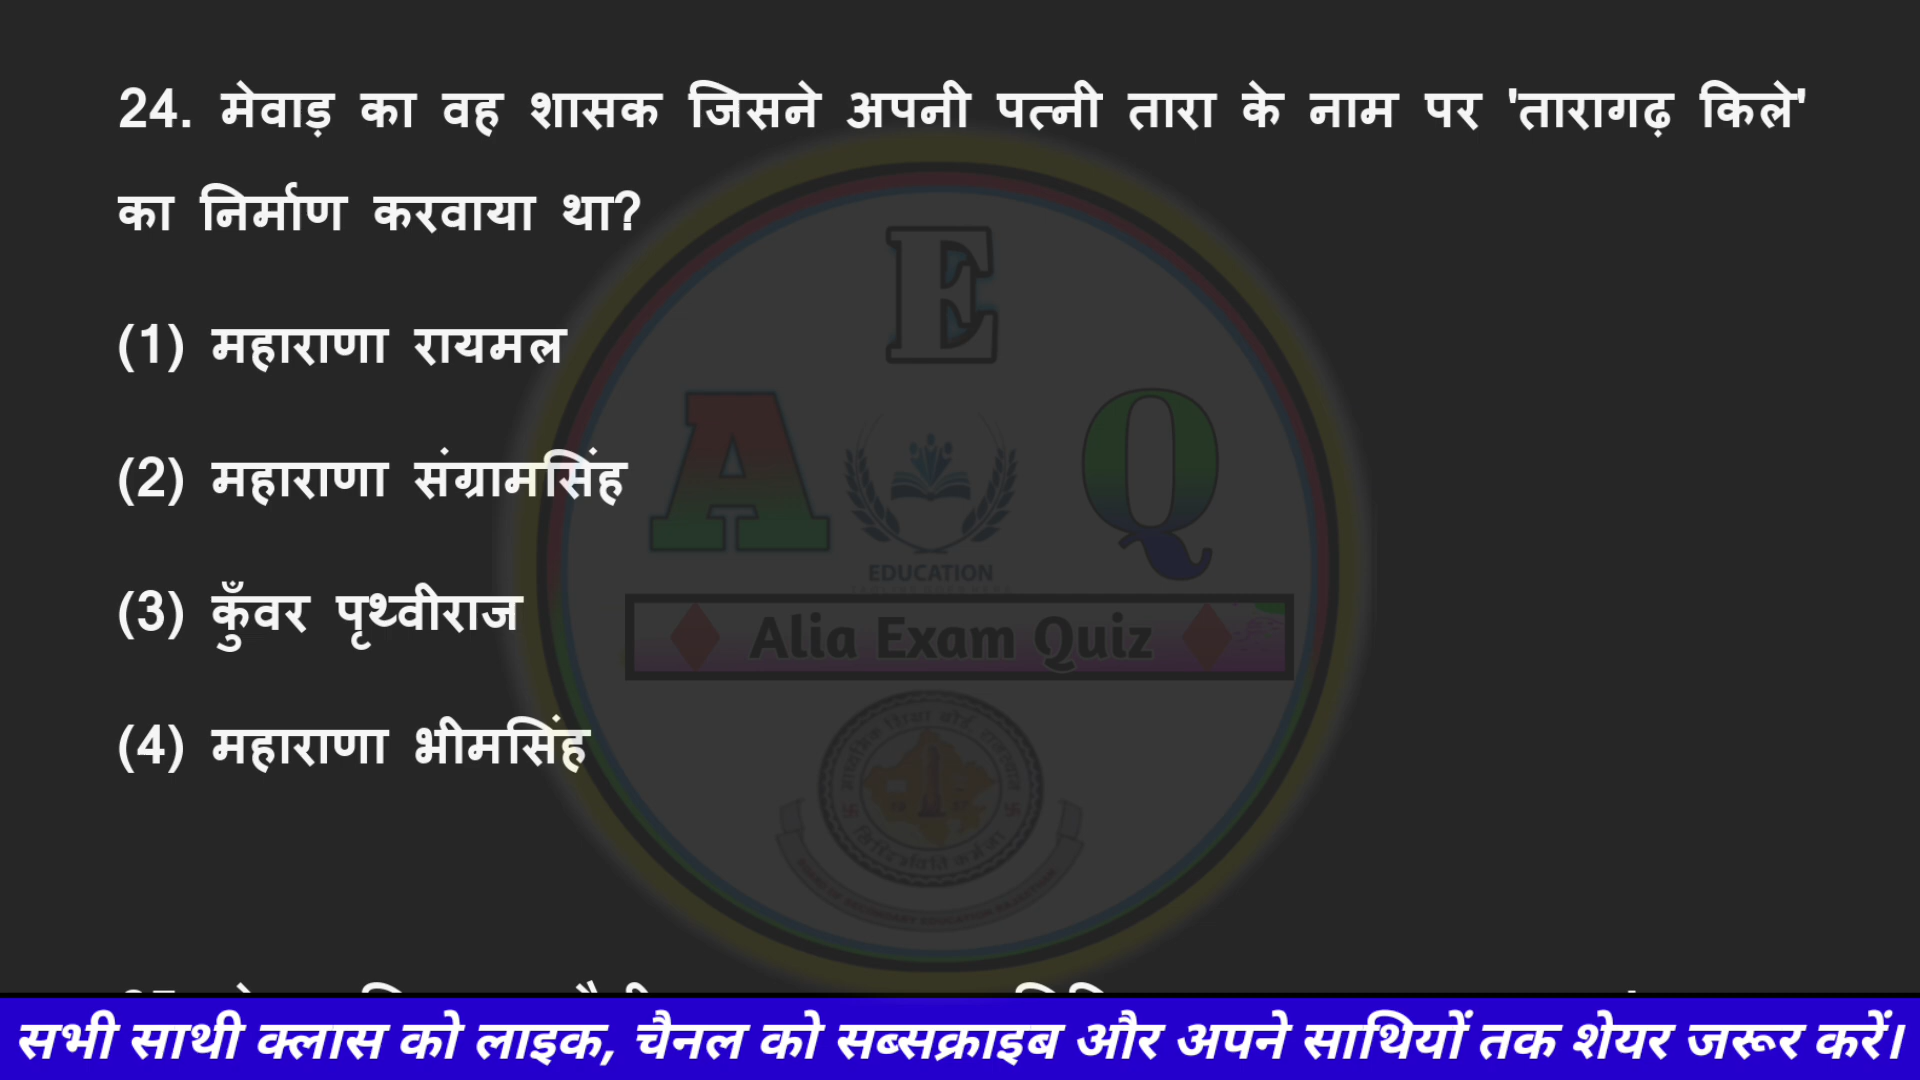 24. मेवाड़ का वह शासक जिसने अपनी पत्नी तारा के नाम पर 'तारागढ़ किले'
का निर्माण करवाया था?
(1) महाराणा रायमल
(2) महाराणा संग्रामसिंह
(3) कुँवर पृथ्वीराज
(4) महाराणा भीमसिंह
E
A Q
EDUCATION
Alia Exam Quiz
सभी साथी क्लास को लाइक, चैनल को सब्सक्राइब और अपने साथियों तक शेयर जरूर करें।